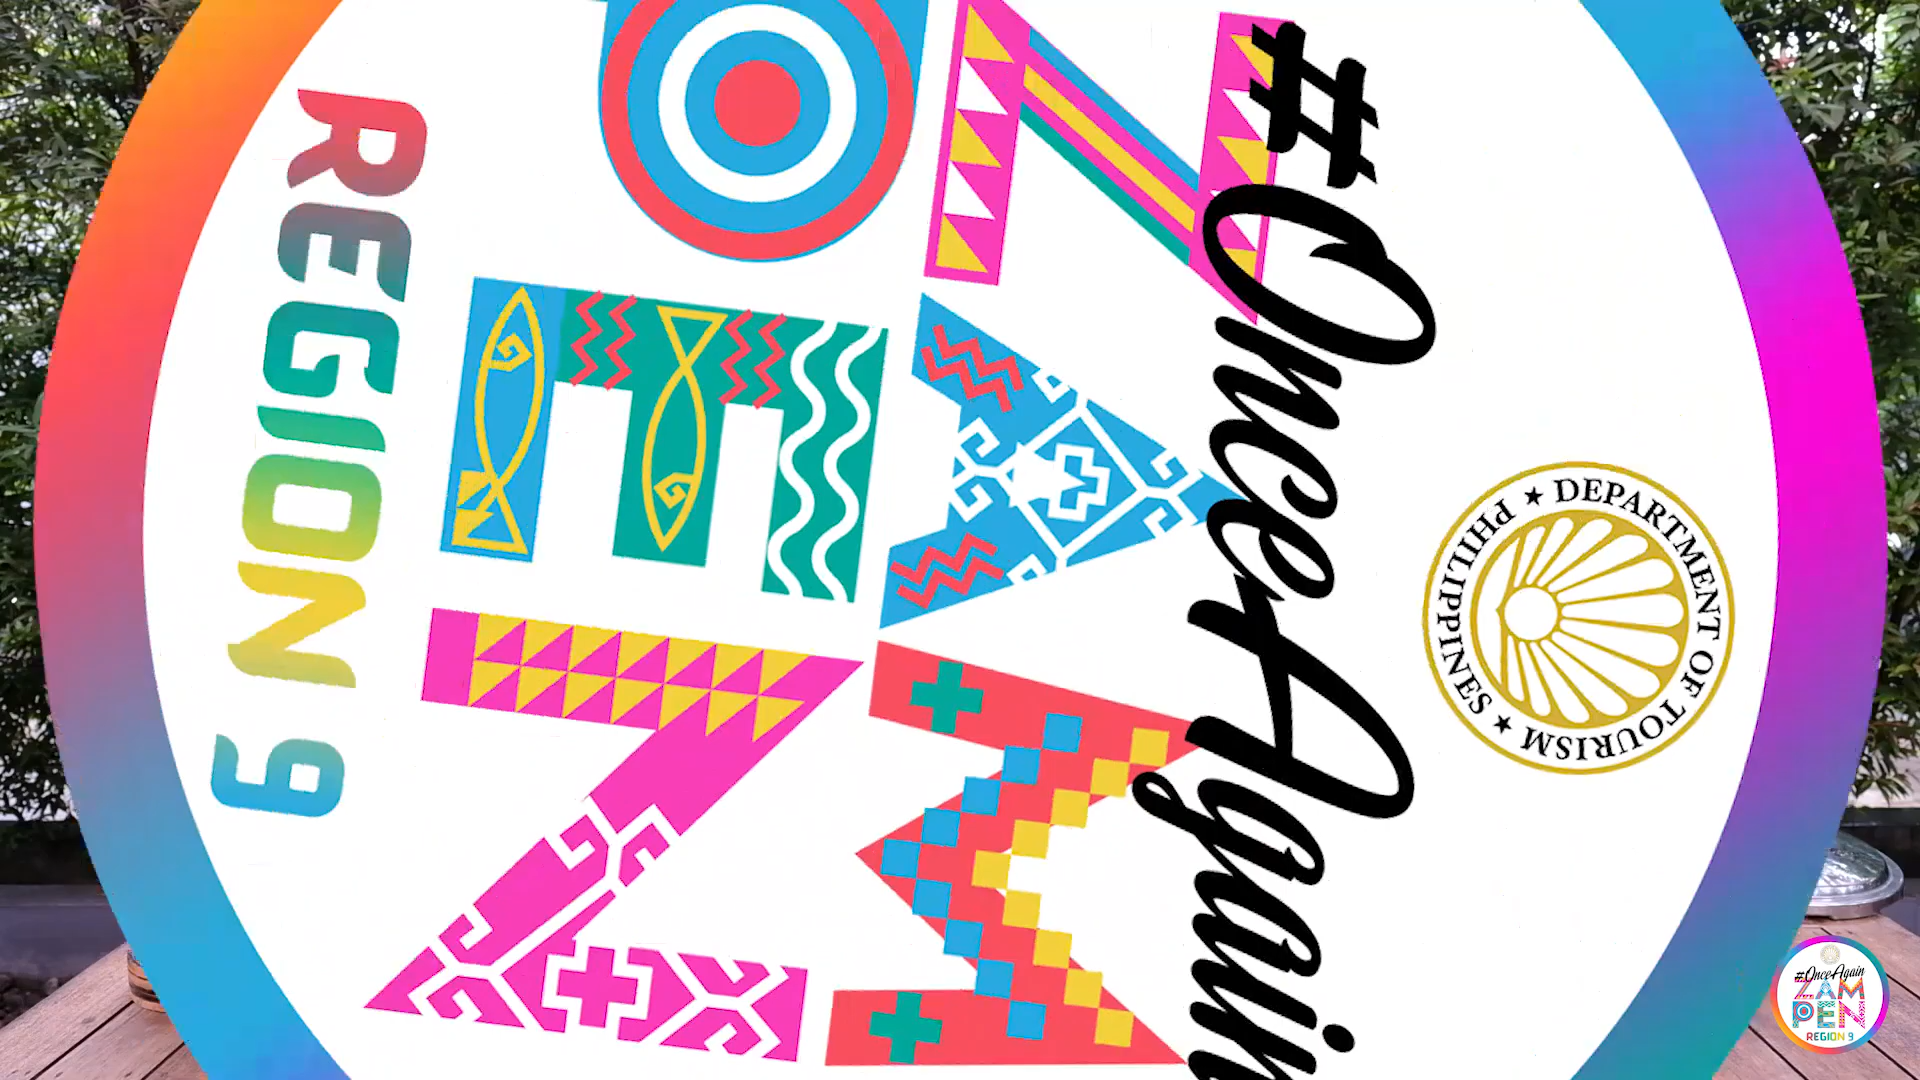 DEPARTMENT OF TOURISM ★ PHILIPPINES ★
#OnceAgain
ZAM
PEN
REGION 9
#OnceAgain
ZAM
PEN
REGION 9